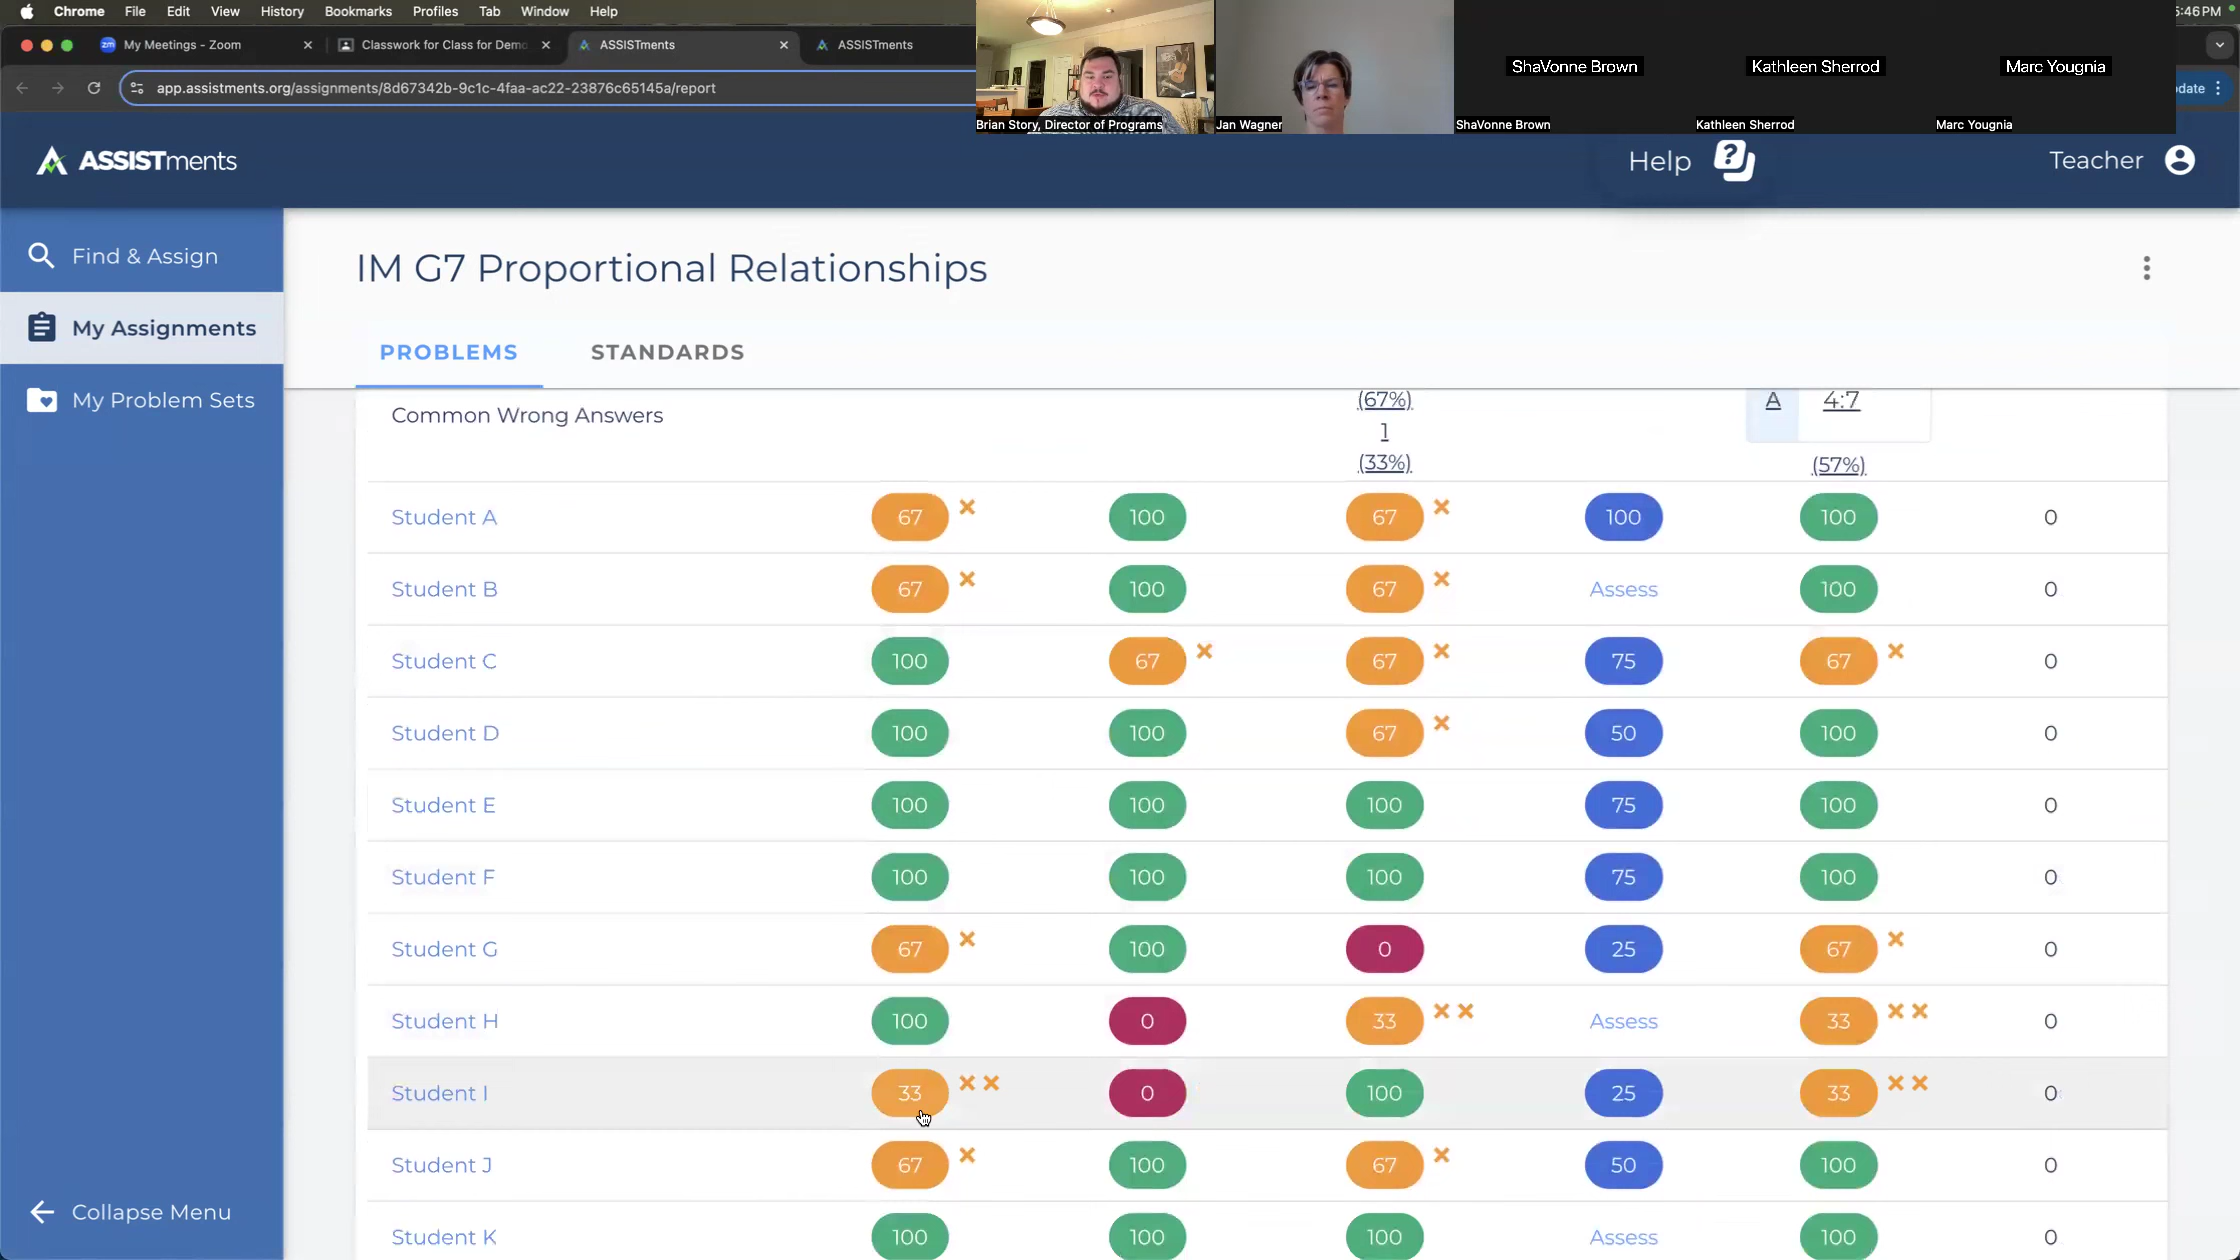 Chrome File Edit View History Bookmarks Profiles Tab Window Help
5:46 PM
zm My Meetings - Zoom
Classwork for Class for Demo
ASSISTments
ASSISTments
app.assistments.org/assignments/8d67342b-9c1c-4faa-ac22-23876c65145a/report
ShaVonne Brown
Kathleen Sherrod
Marc Yougnia
Brian Story, Director of Programs
Jan Wagner
ShaVonne Brown
Kathleen Sherrod
Marc Yougnia
ASSISTments
Help ?
Teacher
Find & Assign
My Assignments
My Problem Sets
Collapse Menu
IM G7 Proportional Relationships
PROBLEMS STANDARDS
Common Wrong Answers
(67%)
1
(33%)
A 4:7
(57%)
Student A 67 100 67 100 100 0
Student B 67 100 67 Assess 100 0
Student C 100 67 67 75 67 0
Student D 100 100 67 50 100 0
Student E 100 100 100 75 100 0
Student F 100 100 100 75 100 0
Student G 67 100 0 25 67 0
Student H 100 0 33 Assess 33 0
Student I 33 0 100 25 33 0
Student J 67 100 67 50 100 0
Student K 100 100 100 Assess 100 0